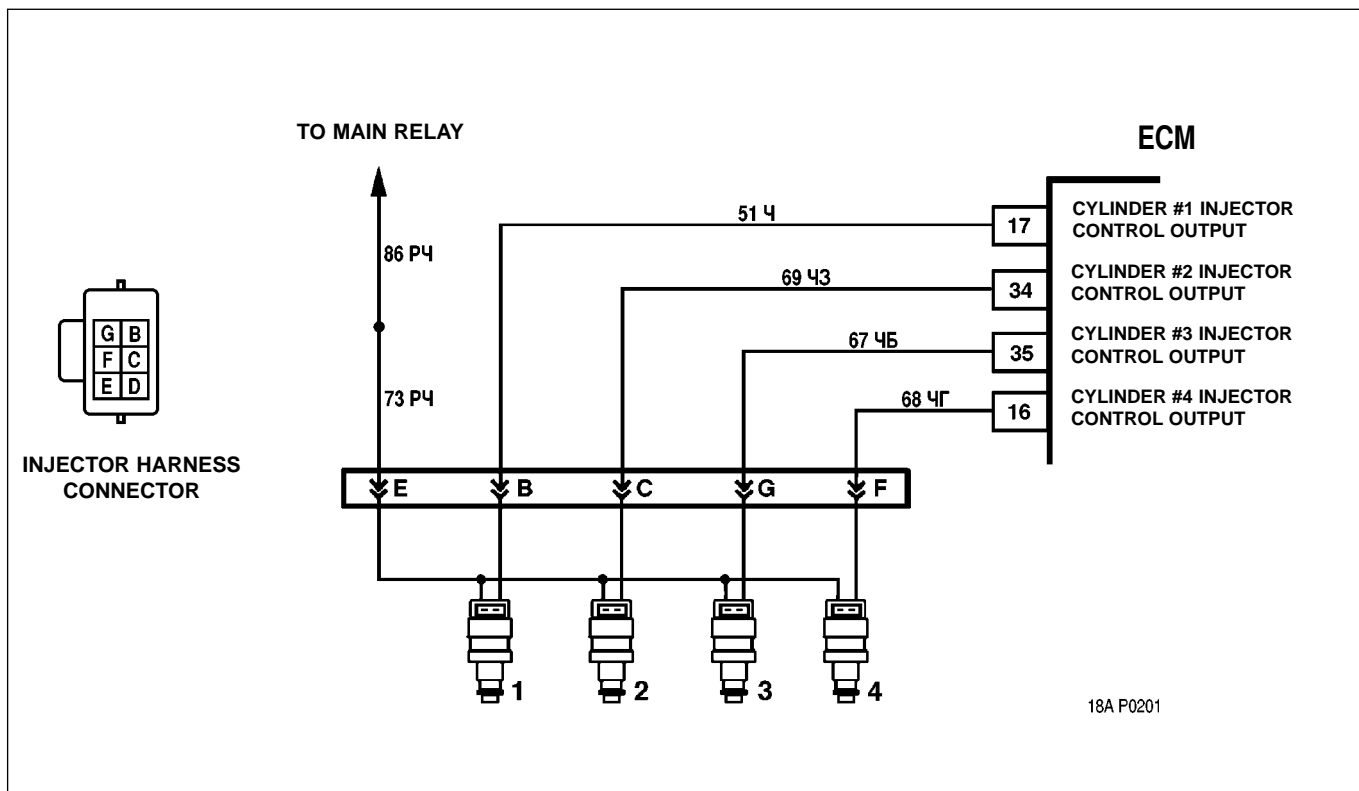 TO MAIN RELAY
ECM
86 РЧ
73 РЧ
51 Ч
17
CYLINDER #1 INJECTOR
CONTROL OUTPUT
69 ЧЗ
34
CYLINDER #2 INJECTOR
CONTROL OUTPUT
67 ЧБ
35
CYLINDER #3 INJECTOR
CONTROL OUTPUT
68 ЧГ
16
CYLINDER #4 INJECTOR
CONTROL OUTPUT
G B
F C
E D
INJECTOR HARNESS
CONNECTOR
E B C G F
1 2 3 4
18A P0201